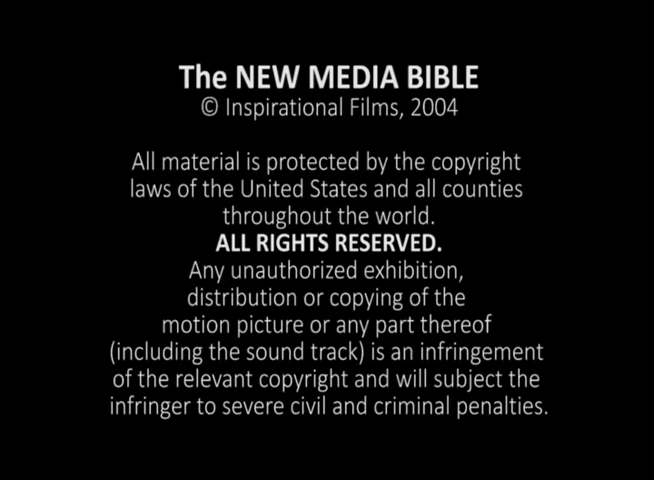 The NEW MEDIA BIBLE
© Inspirational Films, 2004
All material is protected by the copyright
laws of the United States and all counties
throughout the world.
ALL RIGHTS RESERVED.
Any unauthorized exhibition,
distribution or copying of the
motion picture or any part thereof
(including the sound track) is an infringement
of the relevant copyright and will subject the
infringer to severe civil and criminal penalties.